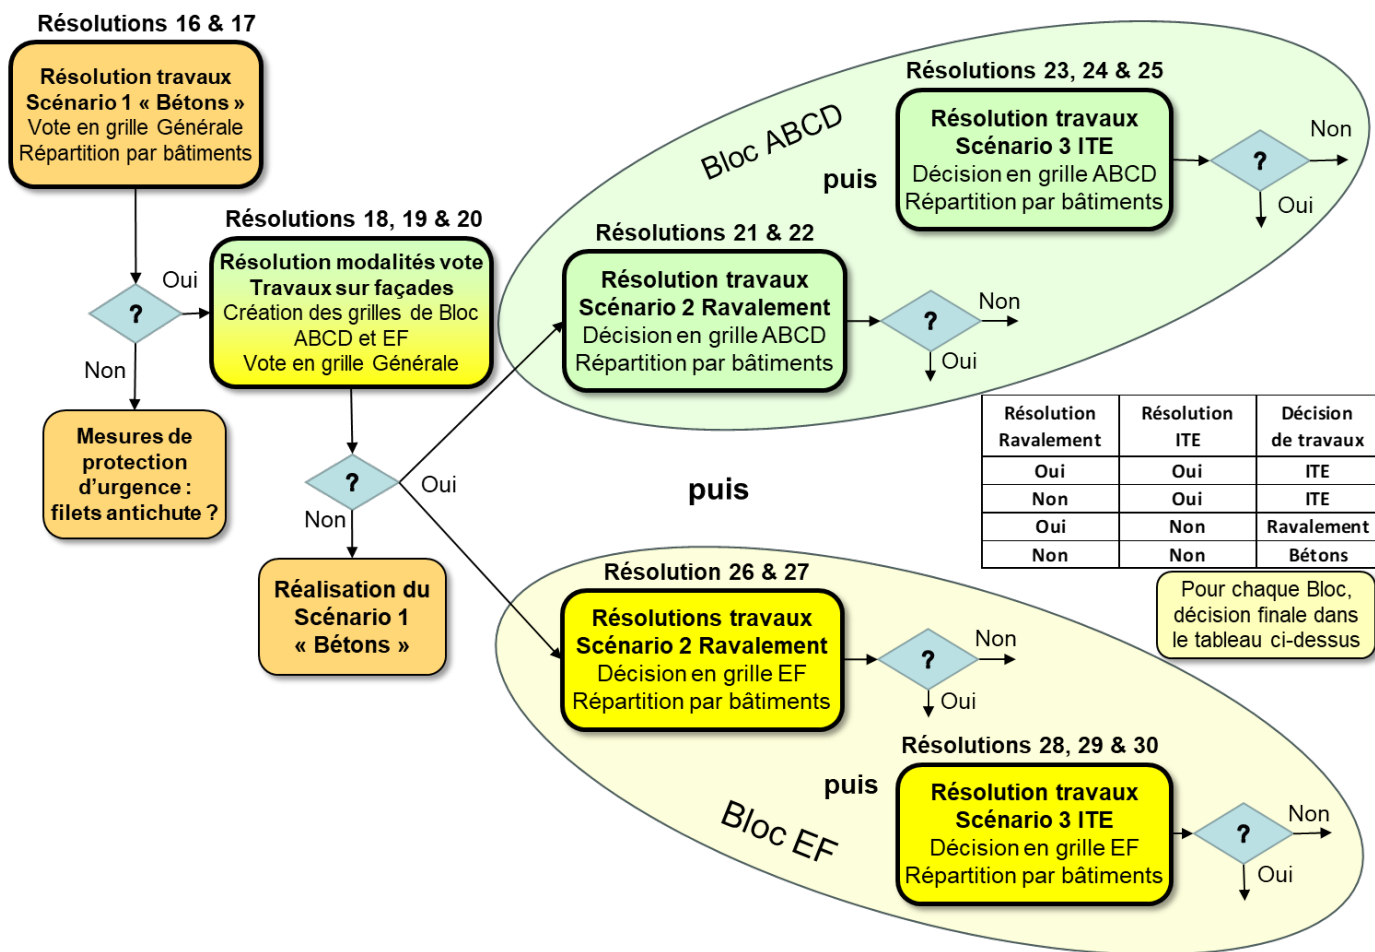 Résolutions 16 & 17
Résolution travaux
Scénario 1 « Bétons »
Vote en grille Générale
Répartition par bâtiments
?
Oui
Non
Mesures de
protection
d'urgence :
filets antichute ?
Résolutions 18, 19 & 20
Résolution modalités vote
Travaux sur façades
Création des grilles de Bloc
ABCD et EF
Vote en grille Générale
?
Oui
Non
Réalisation du
Scénario 1
« Bétons »
Bloc ABCD
Résolutions 21 & 22
Résolution travaux
Scénario 2 Ravalement
Décision en grille ABCD
Répartition par bâtiments
?
Non
Oui
puis
Résolutions 23, 24 & 25
Résolution travaux
Scénario 3 ITE
Décision en grille ABCD
Répartition par bâtiments
?
Non
Oui
puis
Résolution Ravalement Résolution ITE Décision de travaux
Oui Oui ITE
Non Oui ITE
Oui Non Ravalement
Non Non Bétons
Pour chaque Bloc,
décision finale dans
le tableau ci-dessus
Bloc EF
Résolution 26 & 27
Résolutions travaux
Scénario 2 Ravalement
Décision en grille EF
Répartition par bâtiments
?
Non
Oui
puis
Résolutions 28, 29 & 30
Résolution travaux
Scénario 3 ITE
Décision en grille EF
Répartition par bâtiments
?
Non
Oui